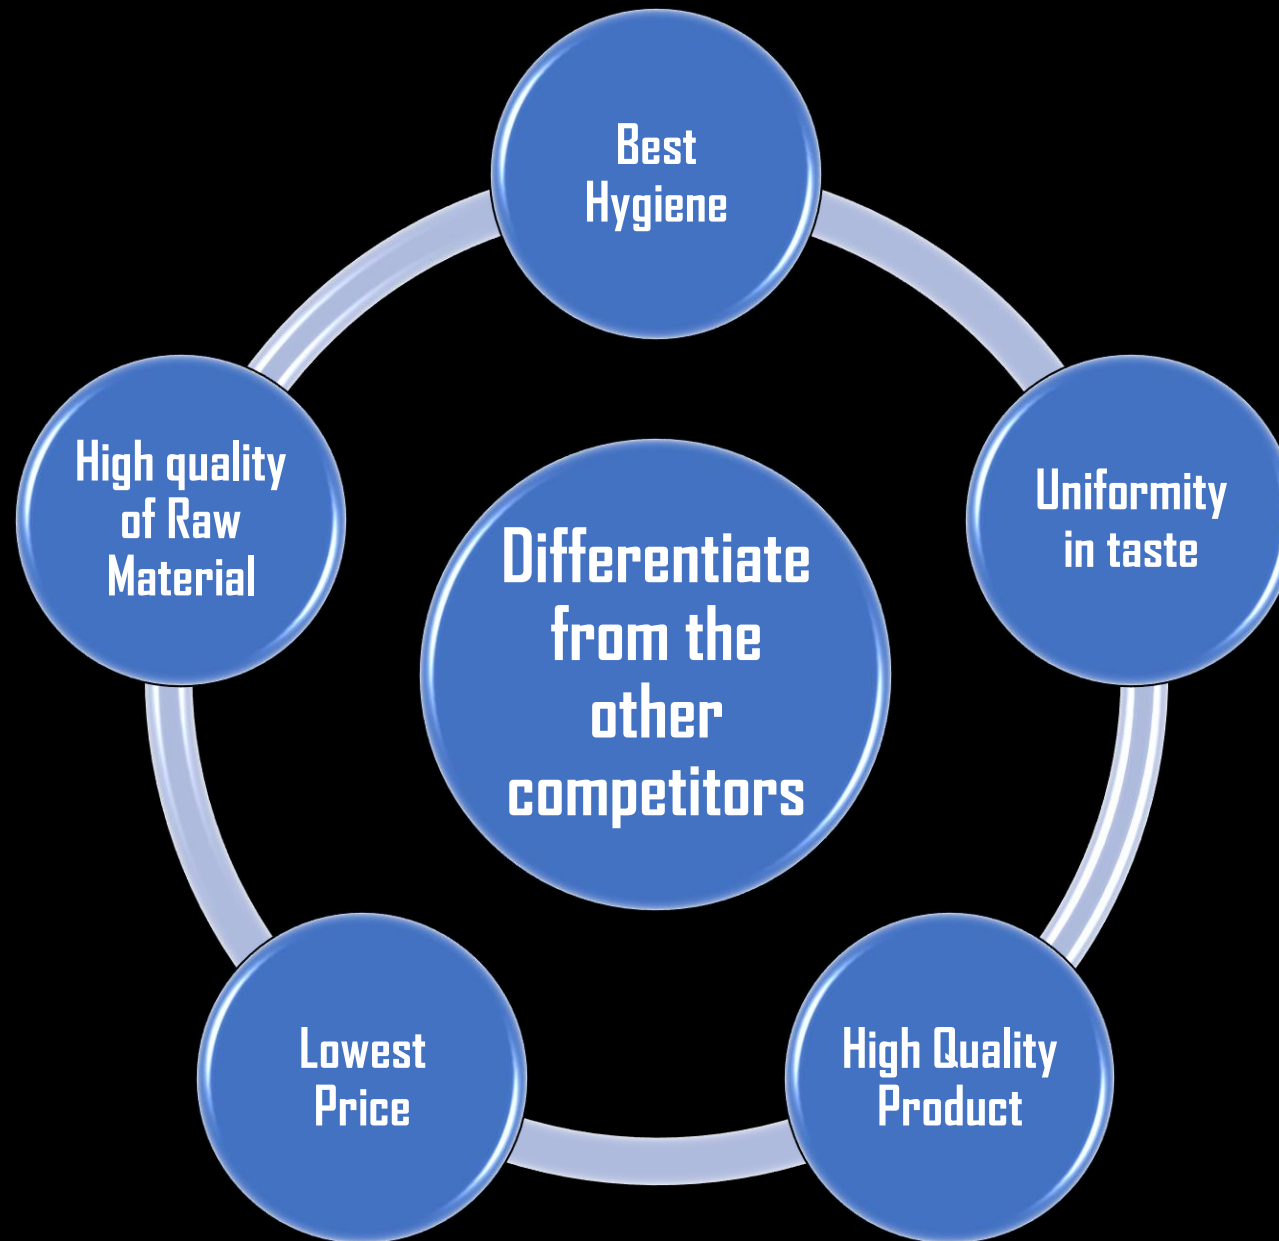 Best
Hygiene
Uniformity
in taste
High Quality
Product
Lowest
Price
High quality
of Raw
Material
Differentiate
from the
other
competitors